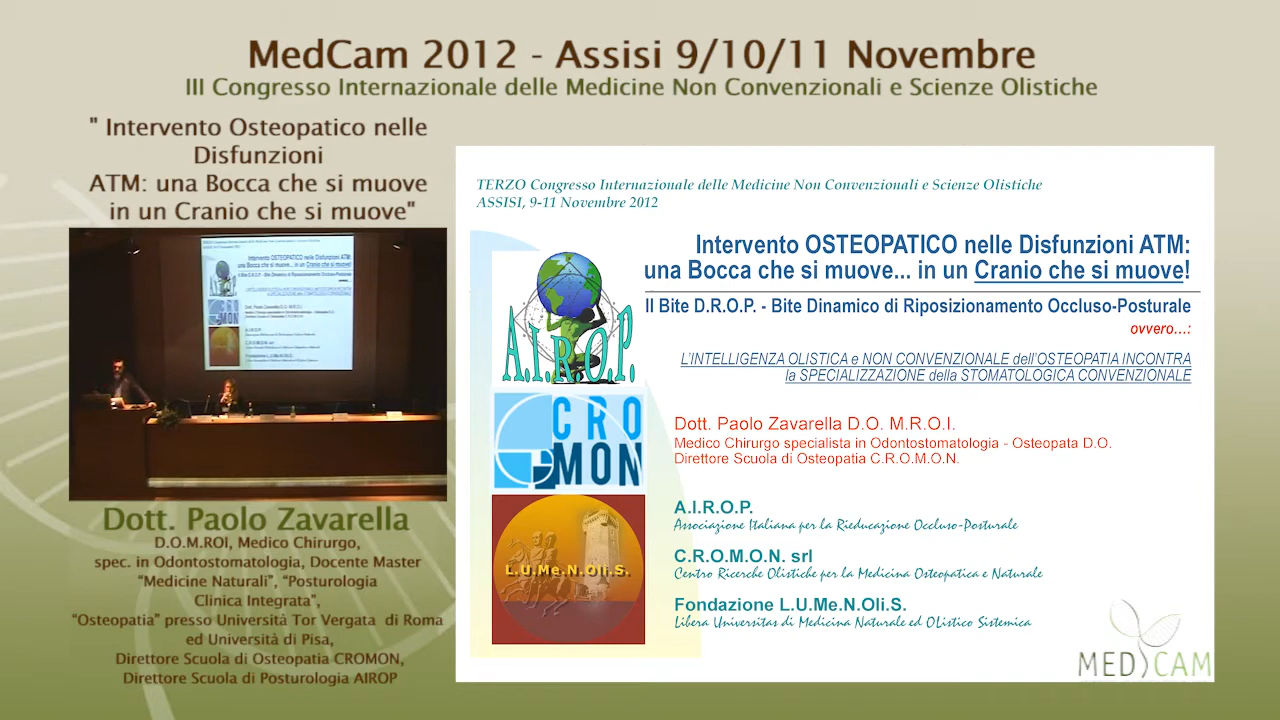 MedCam 2012 - Assisi 9/10/11 Novembre
III Congresso Internazionale delle Medicine Non Convenzionali e Scienze Olistiche
" Intervento Osteopatico nelle
Disfunzioni
ATM: una Bocca che si muove
in un Cranio che si muove"
Dott. Paolo Zavarella
D.O.M.ROI, Medico Chirurgo,
spec. in Odontostomatologia, Docente Master
“Medicine Naturali”, “Posturologia
Clinica Integrata”,
“Osteopatia” presso Università Tor Vergata di Roma
ed Università di Pisa,
Direttore Scuola di Osteopatia CROMON,
Direttore Scuola di Posturologia AIROP
TERZO Congresso Internazionale delle Medicine Non Convenzionali e Scienze Olistiche
ASSISI, 9-11 Novembre 2012
Intervento OSTEOPATICO nelle Disfunzioni ATM:
una Bocca che si muove... in un Cranio che si muove!
Il Bite D.R.O.P. - Bite Dinamico di Riposizionamento Occluso-Posturale
ovvero...:
L'INTELLIGENZA OLISTICA e NON CONVENZIONALE dell'OSTEOPATIA INCONTRA
la SPECIALIZZAZIONE della STOMATOLOGICA CONVENZIONALE
A.I.R.O.P.
CRO
MON
L.U.Me.N.Oli.S.
Dott. Paolo Zavarella D.O. M.R.O.I.
Medico Chirurgo specialista in Odontostomatologia - Osteopata D.O.
Direttore Scuola di Osteopatia C.R.O.M.O.N.
A.I.R.O.P.
Associazione Italiana per la Rieducazione Occluso-Posturale
C.R.O.M.O.N. srl
Centro Ricerche Olistiche per la Medicina Osteopatica e Naturale
Fondazione L.U.Me.N.Oli.S.
Libera Universitas di Medicina Naturale ed OListico Sistemica
MEDCAM